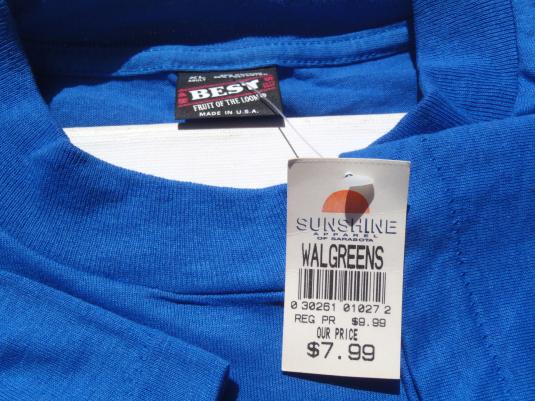 BEST
FRUIT OF THE LOOM®
MADE IN U.S.A.
SUNSHINE
APPAREL
OF SARASOTA
WALGREENS
0 30261 01027 2
REG PR $9.99
OUR PRICE
$7.99